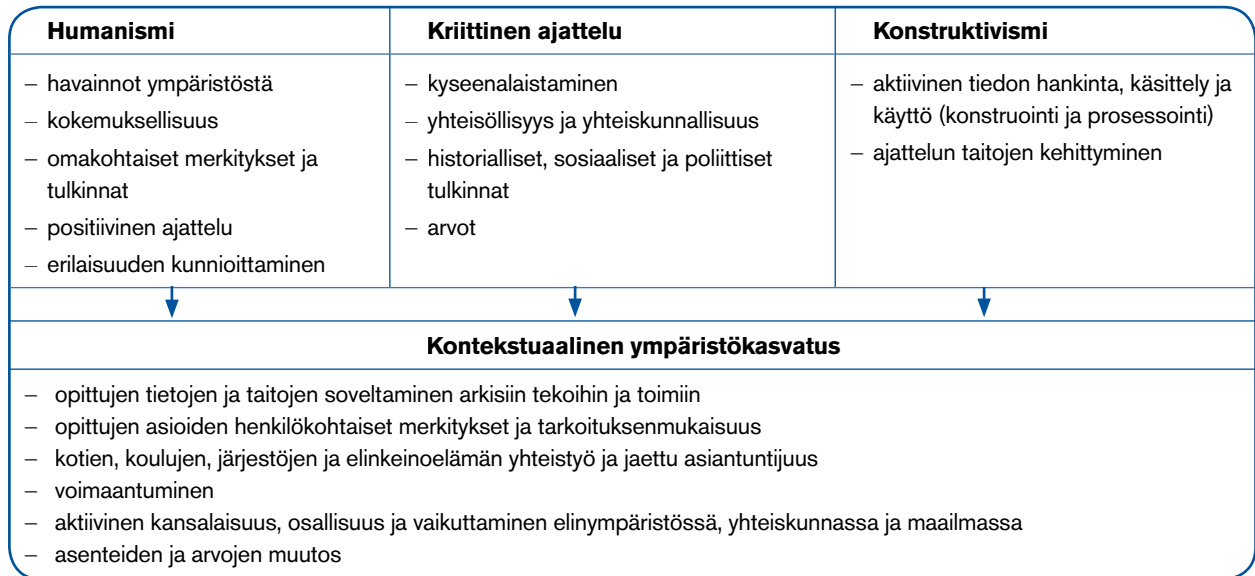 Humanismi
– havainnot ympäristöstä
– kokemuksellisuus
– omakohtaiset merkitykset ja
tulkinnat
– positiivinen ajattelu
– erilaisuuden kunnioittaminen
Kriittinen ajattelu
– kyseenalaistaminen
– yhteisöllisyys ja yhteiskunnallisuus
– historialliset, sosiaaliset ja poliittiset
tulkinnat
– arvot
Konstruktivismi
– aktiivinen tiedon hankinta, käsittely ja
käyttö (konstruointi ja prosessointi)
– ajattelun taitojen kehittyminen
Kontekstuaalinen ympäristökasvatus
– opittujen tietojen ja taitojen soveltaminen arkisiin tekoihin ja toimiin
– opittujen asioiden henkilökohtaiset merkitykset ja tarkoituksenmukaisuus
– kotien, koulujen, järjestöjen ja elinkeinoelämän yhteistyö ja jaettu asiantuntijuus
– voimaantuminen
– aktiivinen kansalaisuus, osallisuus ja vaikuttaminen elinympäristössä, yhteiskunnassa ja maailmassa
– asenteiden ja arvojen muutos